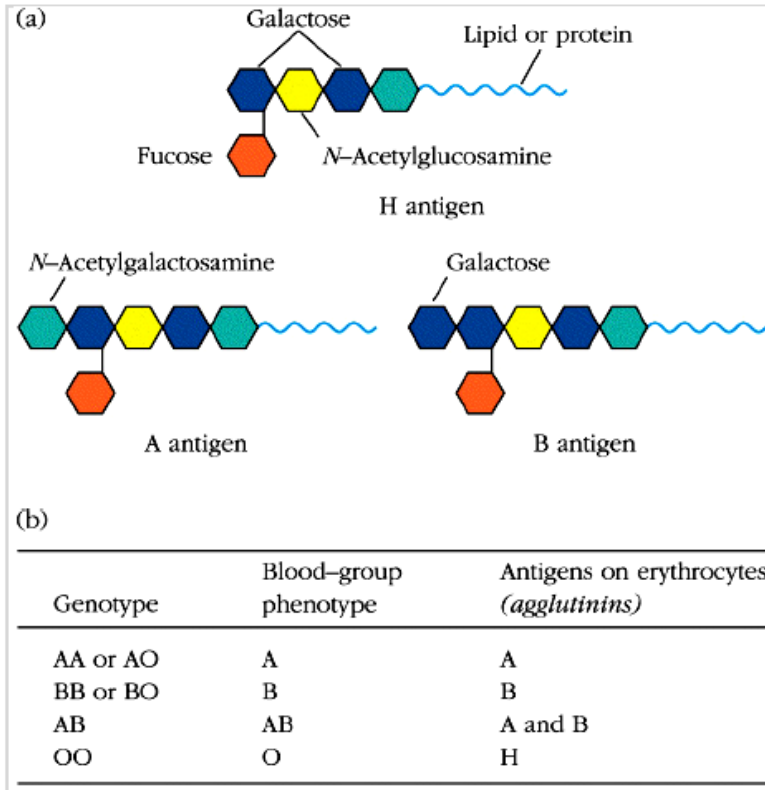 (a)
Galactose
Lipid or protein
Fucose
N–Acetylglucosamine
H antigen
N–Acetylgalactosamine
Galactose
A antigen
B antigen
(b)
Genotype
Blood–group
phenotype
Antigens on erythrocytes
(agglutinins)
AA or AO A A
BB or BO B B
AB AB A and B
OO O H